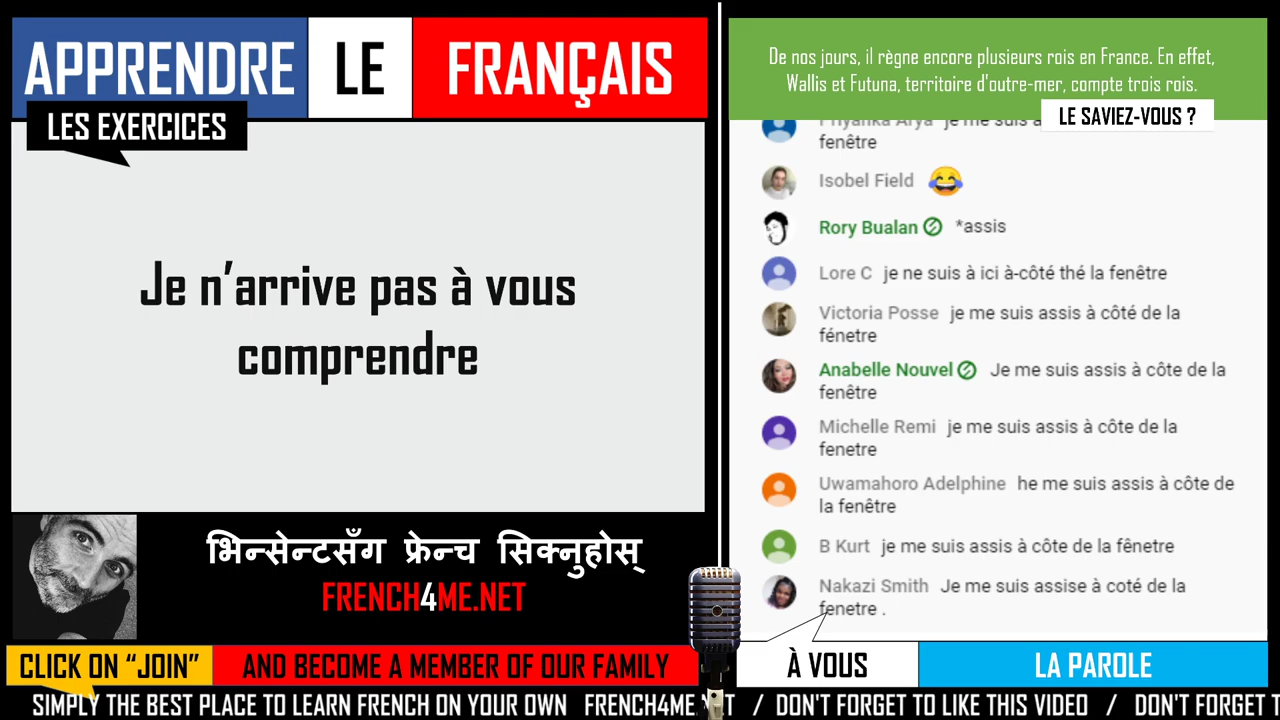 APPRENDRE LE FRANÇAIS
LES EXERCICES
Je n'arrive pas à vous
comprendre
भिन्सेन्टसँग फ्रेन्च सिक्नुहोस्
FRENCH4ME.NET
CLICK ON “JOIN” AND BECOME A MEMBER OF OUR FAMILY
De nos jours, il règne encore plusieurs rois en France. En effet,
Wallis et Futuna, territoire d'outre-mer, compte trois rois.
LE SAVIEZ-VOUS ?
Priyanka Arya je me suis a
fenêtre
Isobel Field 😂
Rory Bualan *assis
Lore C je ne suis à ici à-côté thé la fenêtre
Victoria Posse je me suis assis à côté de la
fénetre
Anabelle Nouvel Je me suis assis à côte de la
fenêtre
Michelle Remi je me suis assis à côte de la
fenetre
Uwamahoro Adelphine he me suis assis à côte de
la fenêtre
B Kurt je me suis assis à côte de la fênetre
Nakazi Smith Je me suis assise à coté de la
fenetre .
À VOUS LA PAROLE
SIMPLY THE BEST PLACE TO LEARN FRENCH ON YOUR OWN FRENCH4ME.NET / DON'T FORGET TO LIKE THIS VIDEO / DON'T FORGET T